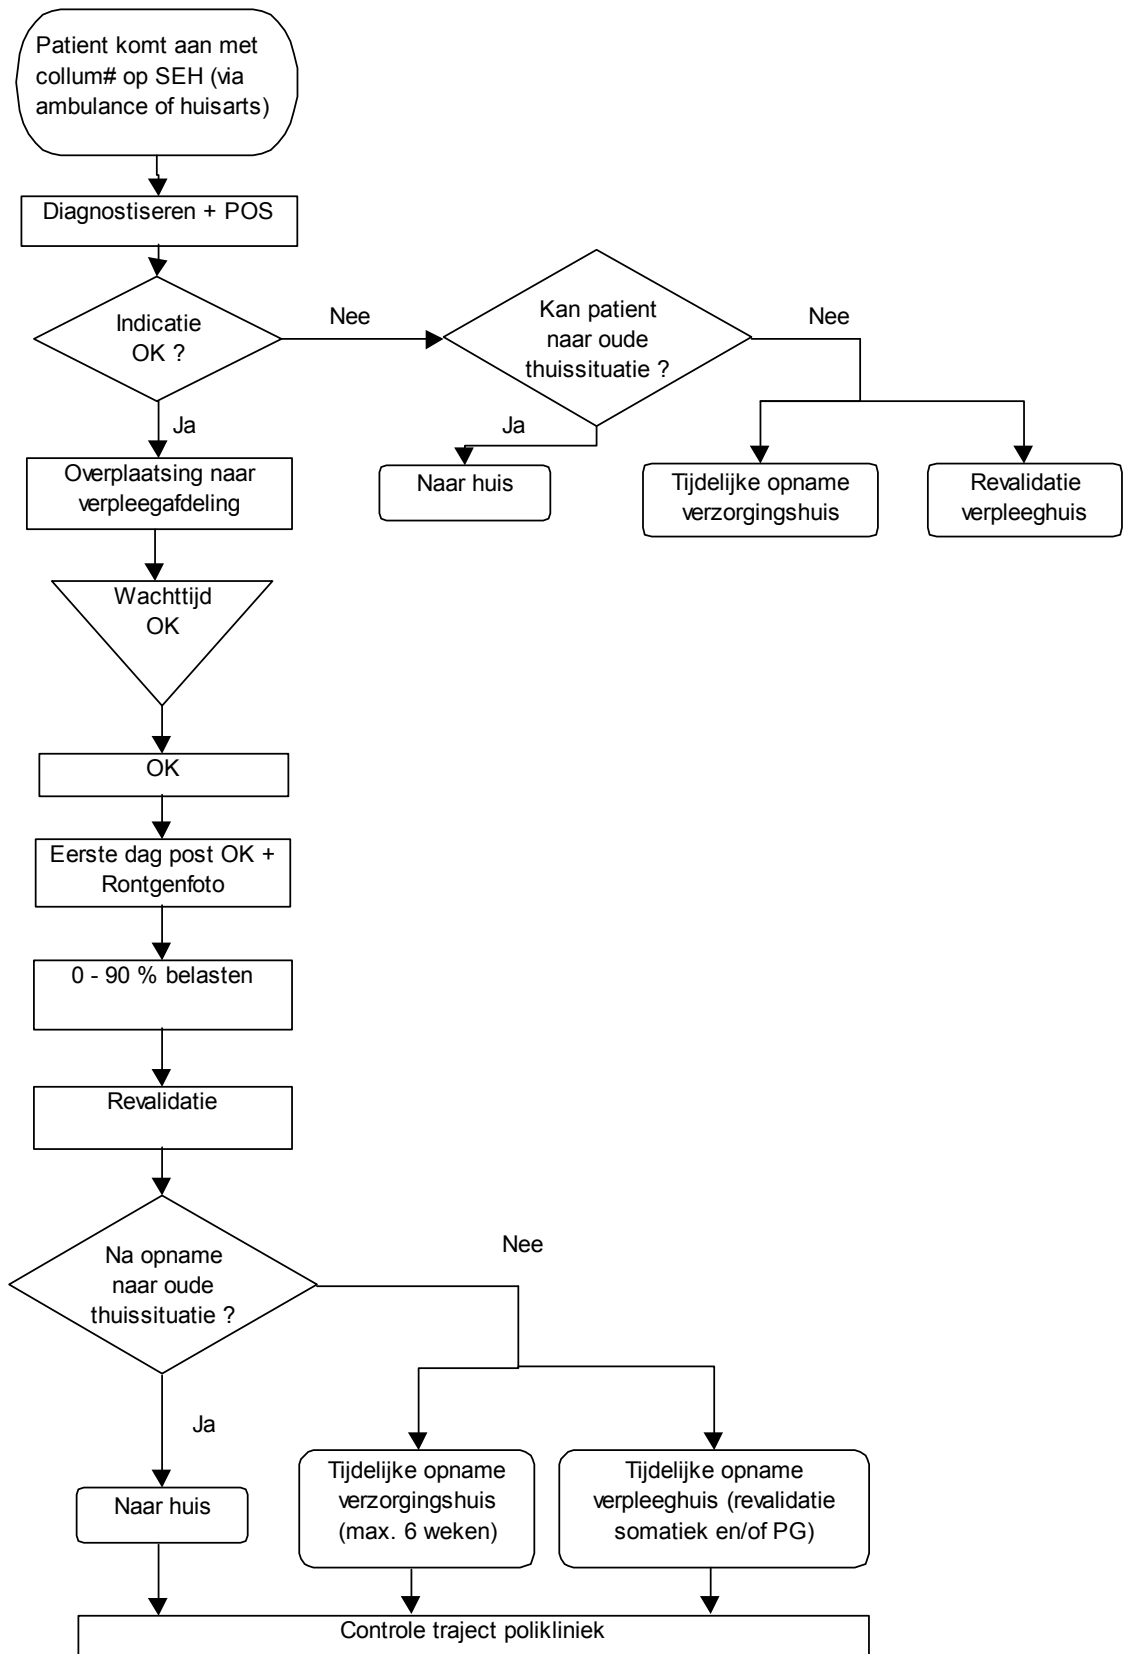 Patient komt aan met
collum# op SEH (via
ambulance of huisarts)
Diagnostiseren + POS
Indicatie
OK ?
Nee
Kan patient
naar oude
thuissituatie ?
Nee
Ja
Ja
Overplaatsing naar
verpleegafdeling
Naar huis
Tijdelijke opname
verzorgingshuis
Revalidatie
verpleeghuis
Wachttijd
OK
OK
Eerste dag post OK +
Rontgenfoto
0 - 90 % belasten
Revalidatie
Na opname
naar oude
thuissituatie ?
Nee
Ja
Naar huis
Tijdelijke opname
verzorgingshuis
(max. 6 weken)
Tijdelijke opname
verpleeghuis (revalidatie
somatiek en/of PG)
Controle traject polikliniek